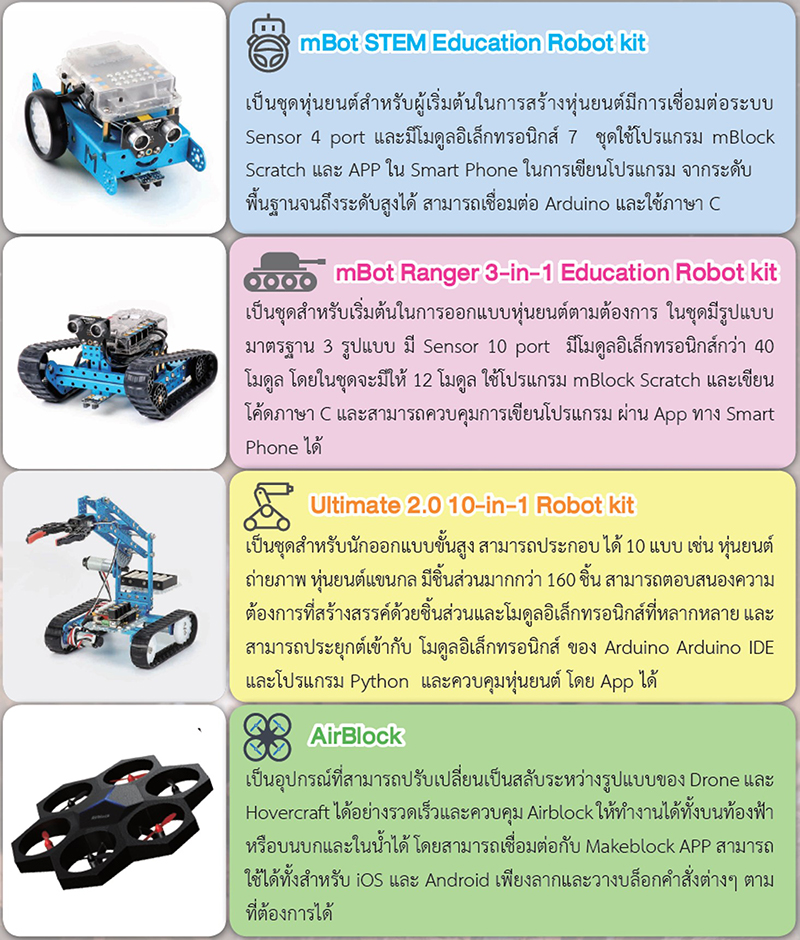 mBot STEM Education Robot kit
เป็นชุดหุ่นยนต์สำหรับผู้เริ่มต้นในการสร้างหุ่นยนต์มีการเชื่อมต่อระบบ
Sensor 4 port และมีโมดูลอิเล็กทรอนิกส์ 7 ชุดใช้โปรแกรม mBlock
Scratch และ APP ใน Smart Phone ในการเขียนโปรแกรม จากระดับ
พื้นฐานจนถึงระดับสูงได้ สามารถเชื่อมต่อ Arduino และใช้ภาษา C
mBot Ranger 3-in-1 Education Robot kit
เป็นชุดสำหรับเริ่มต้นในการออกแบบหุ่นยนต์ตามต้องการ ในชุดมีรูปแบบ
มาตรฐาน 3 รูปแบบ มี Sensor 10 port มีโมดูลอิเล็กทรอนิกส์กว่า 40
โมดูล โดยในชุดจะมีให้ 12 โมดูล ใช้โปรแกรม mBlock Scratch และเขียน
โค้ดภาษา C และสามารถควบคุมการเขียนโปรแกรม ผ่าน App ทาง Smart
Phone ได้
Ultimate 2.0 10-in-1 Robot kit
เป็นชุดสำหรับนักออกแบบขั้นสูง สามารถประกอบ ได้ 10 แบบ เช่น หุ่นยนต์
ถ่ายภาพ หุ่นยนต์แขนกล มีชิ้นส่วนมากกว่า 160 ชิ้น สามารถตอบสนองความ
ต้องการที่สร้างสรรค์ด้วยชิ้นส่วนและโมดูลอิเล็กทรอนิกส์ที่หลากหลาย และ
สามารถประยุกต์เข้ากับ โมดูลอิเล็กทรอนิกส์ ของ Arduino Arduino IDE
และโปรแกรม Python และควบคุมหุ่นยนต์ โดย App ได้
AirBlock
เป็นอุปกรณ์ที่สามารถปรับเปลี่ยนเป็นสลับระหว่างรูปแบบของ Drone และ
Hovercraft ได้อย่างรวดเร็วและควบคุม Airblock ให้ทำงานได้ทั้งบนท้องฟ้า
หรือบนบกและในน้ำได้ โดยสามารถเชื่อมต่อกับ Makeblock APP สามารถ
ใช้ได้ทั้งสำหรับ iOS และ Android เพียงลากและวางบล็อกคำสั่งต่างๆ ตาม
ที่ต้องการได้